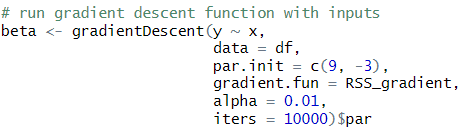 # run gradient descent function with inputs
beta <- gradientDescent(y ~ x,
data = df,
par.init = c(9, -3),
gradient.fun = RSS_gradient,
alpha = 0.01,
iters = 10000)$par